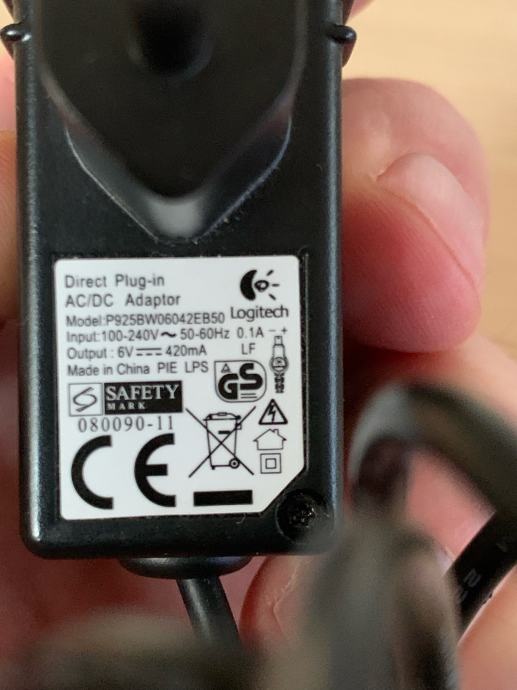 Direct Plug-in
AC/DC Adaptor
Logitech
Model:P925BW06042EB50
Input:100-240V~50-60Hz 0.1A - +
Output : 6V⎓420mA LF
Made in China PIE LPS
GS
SAFETY
MARK
080090-11
CE